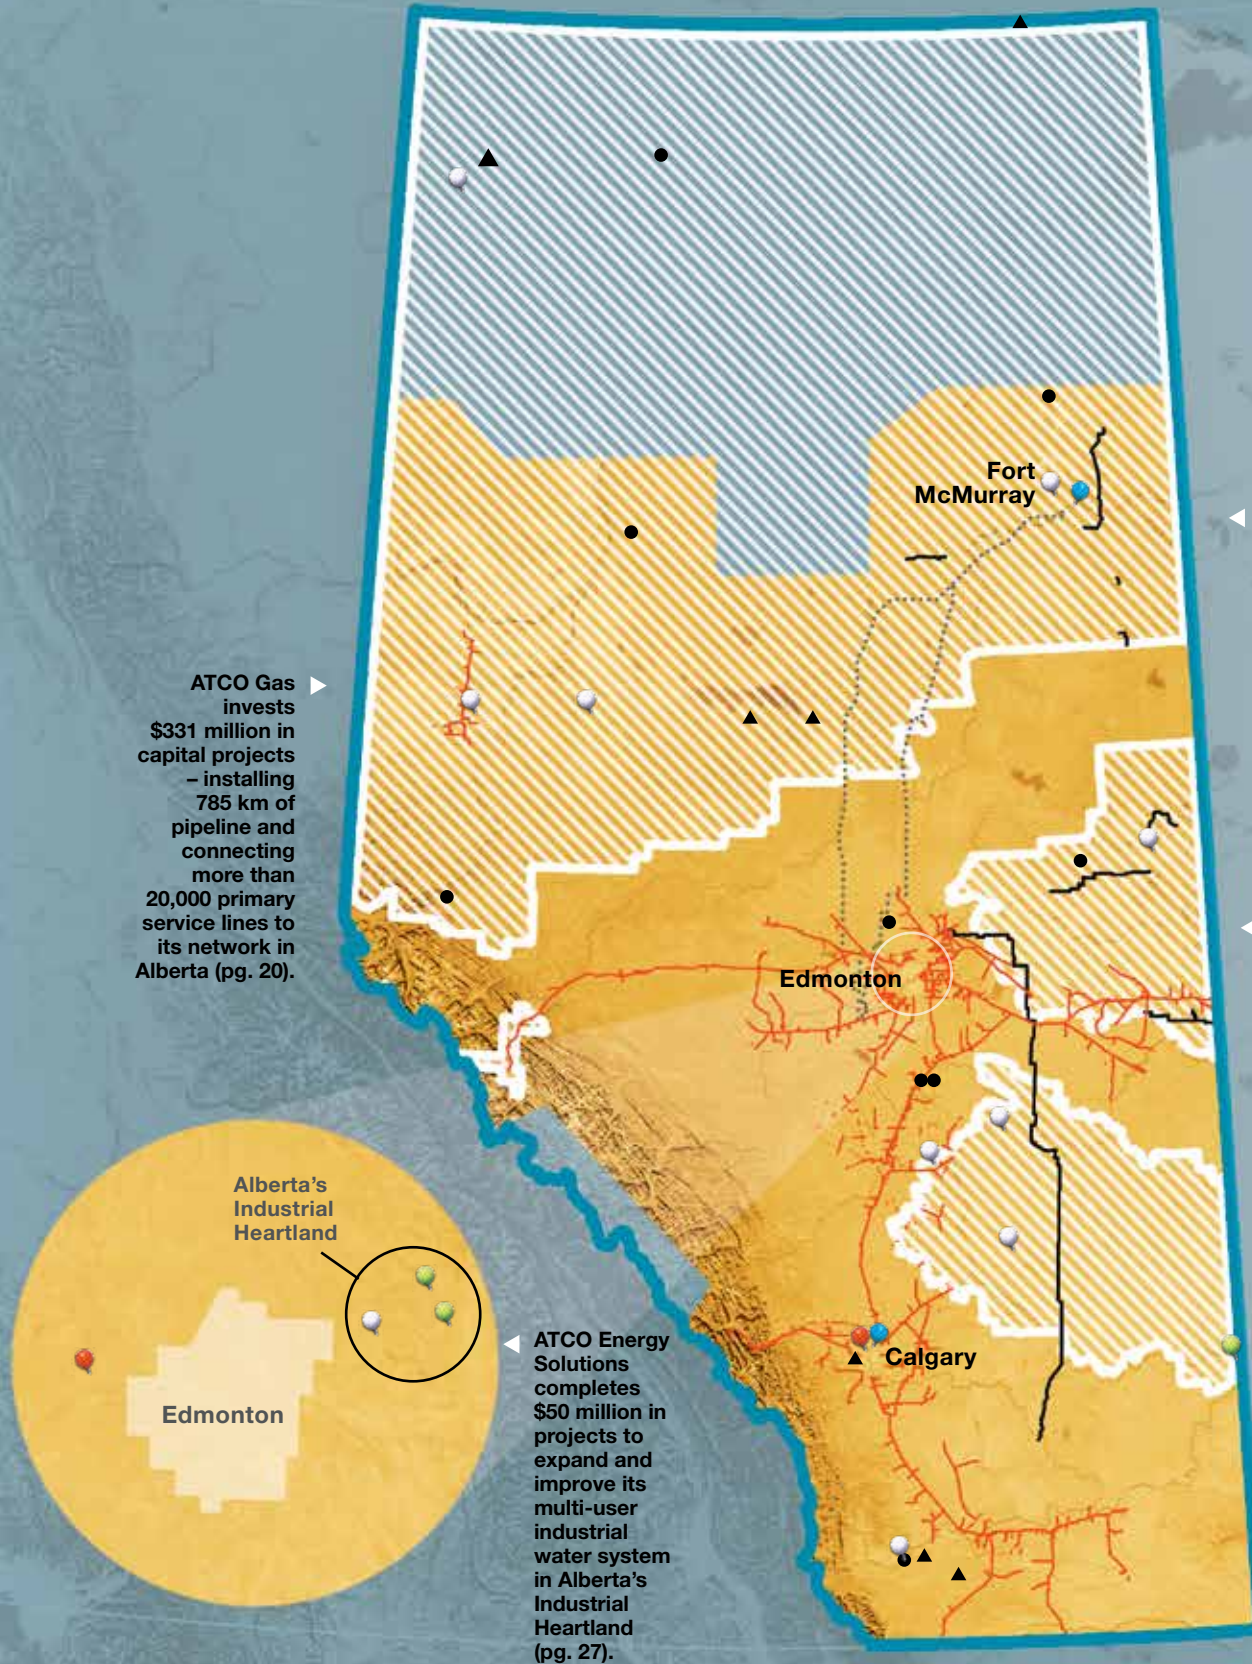 Fort
McMurray
ATCO Gas
invests
$331 million in
capital projects
– installing
785 km of
pipeline and
connecting
more than
20,000 primary
service lines to
its network in
Alberta (pg. 20).
Edmonton
Alberta’s
Industrial
Heartland
Edmonton
Calgary
ATCO Energy
Solutions
completes
$50 million in
projects to
expand and
improve its
multi-user
industrial
water system
in Alberta’s
Industrial
Heartland
(pg. 27).